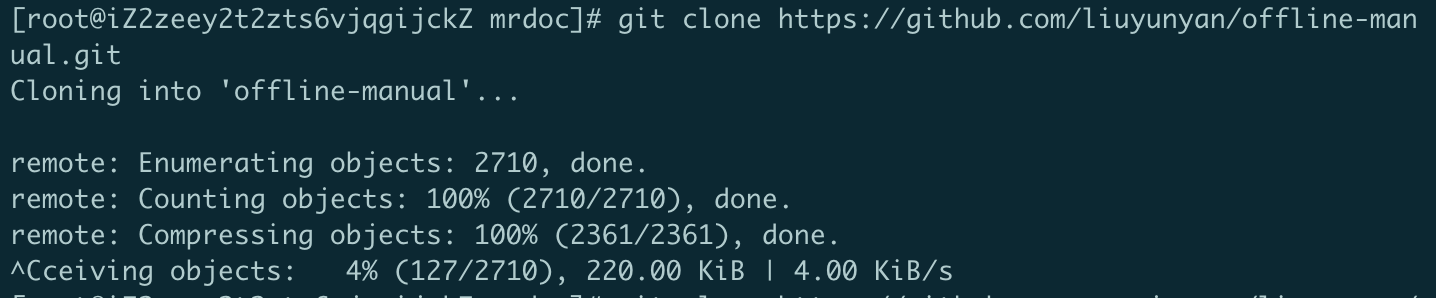 [root@iZ2zeey2t2zts6vjqgijckZ mrdoc]# git clone https://github.com/liuyunyan/offline-man
ual.git
Cloning into 'offline-manual'...
remote: Enumerating objects: 2710, done.
remote: Counting objects: 100% (2710/2710), done.
remote: Compressing objects: 100% (2361/2361), done.
^Cceiving objects:   4% (127/2710), 220.00 KiB | 4.00 KiB/s